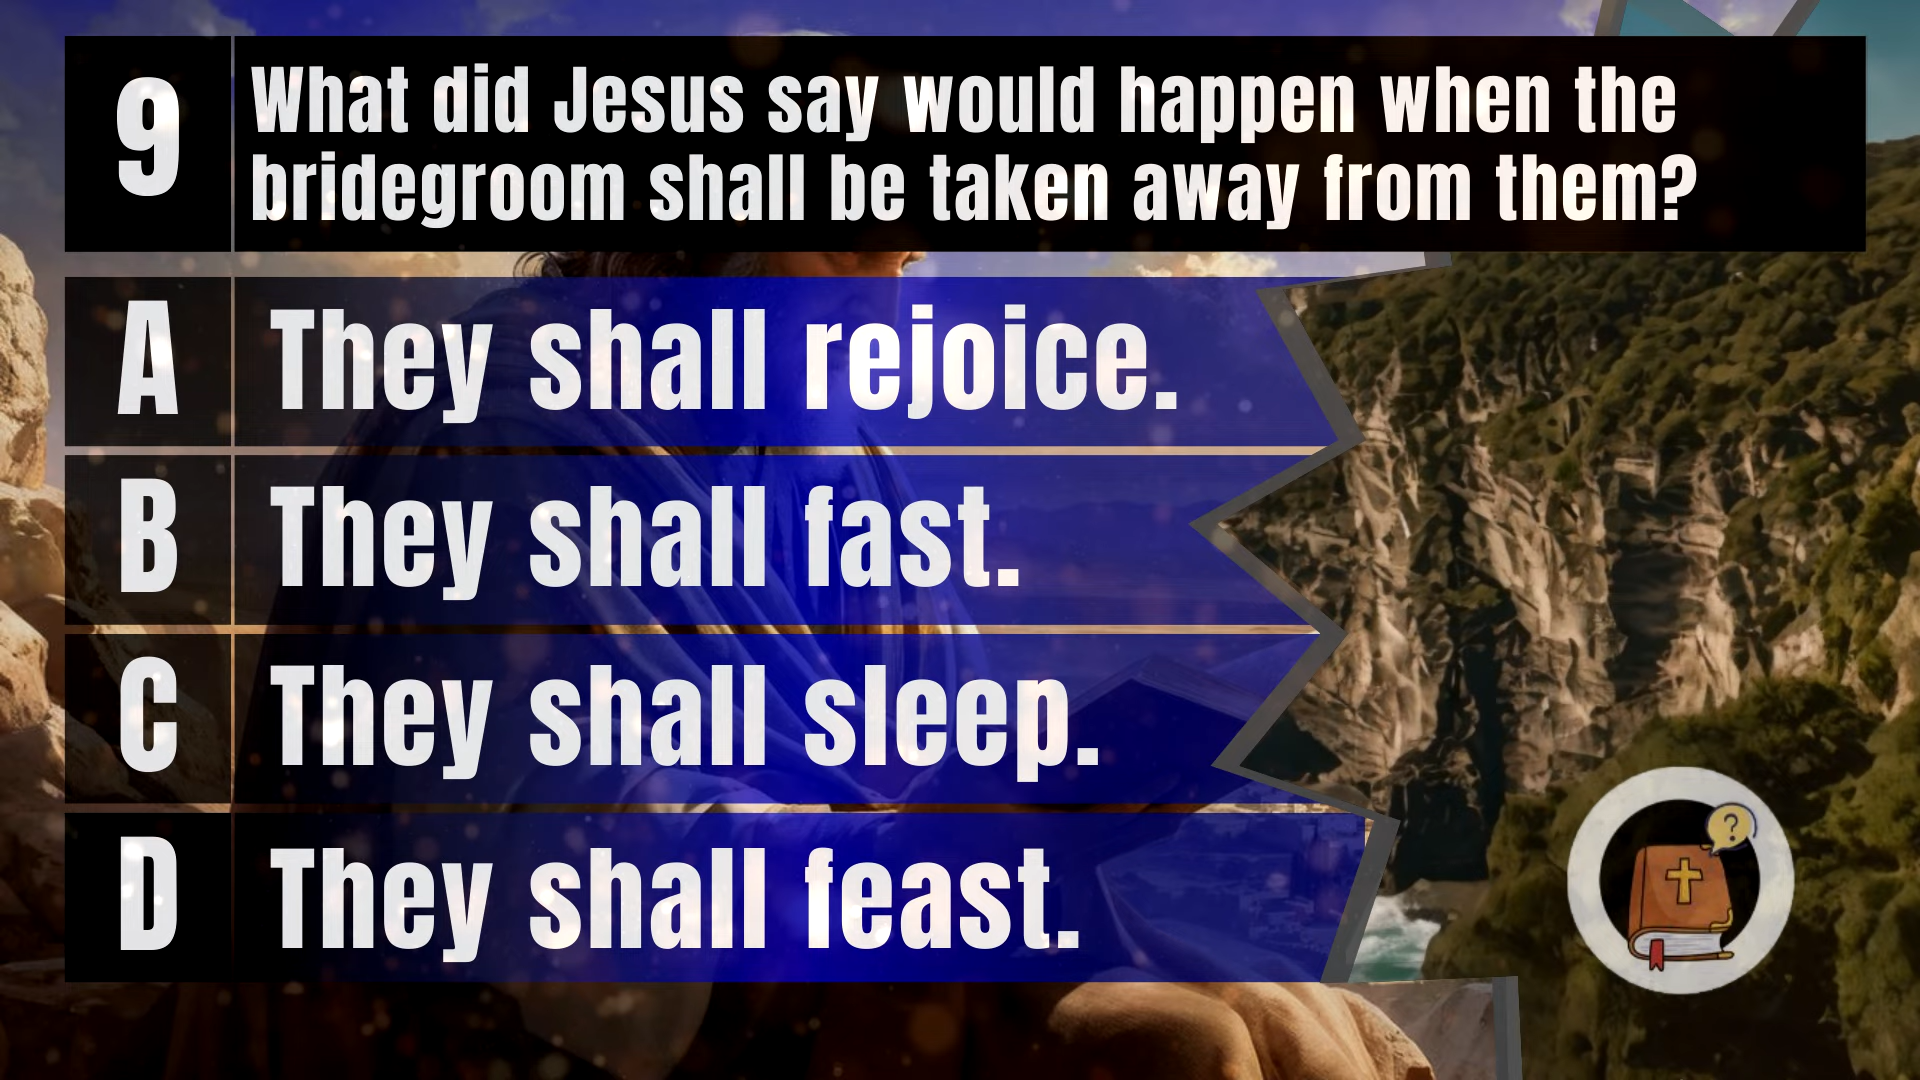 9
What did Jesus say would happen when the
bridegroom shall be taken away from them?
A
They shall rejoice.
B
They shall fast.
C
They shall sleep.
D
They shall feast.
?